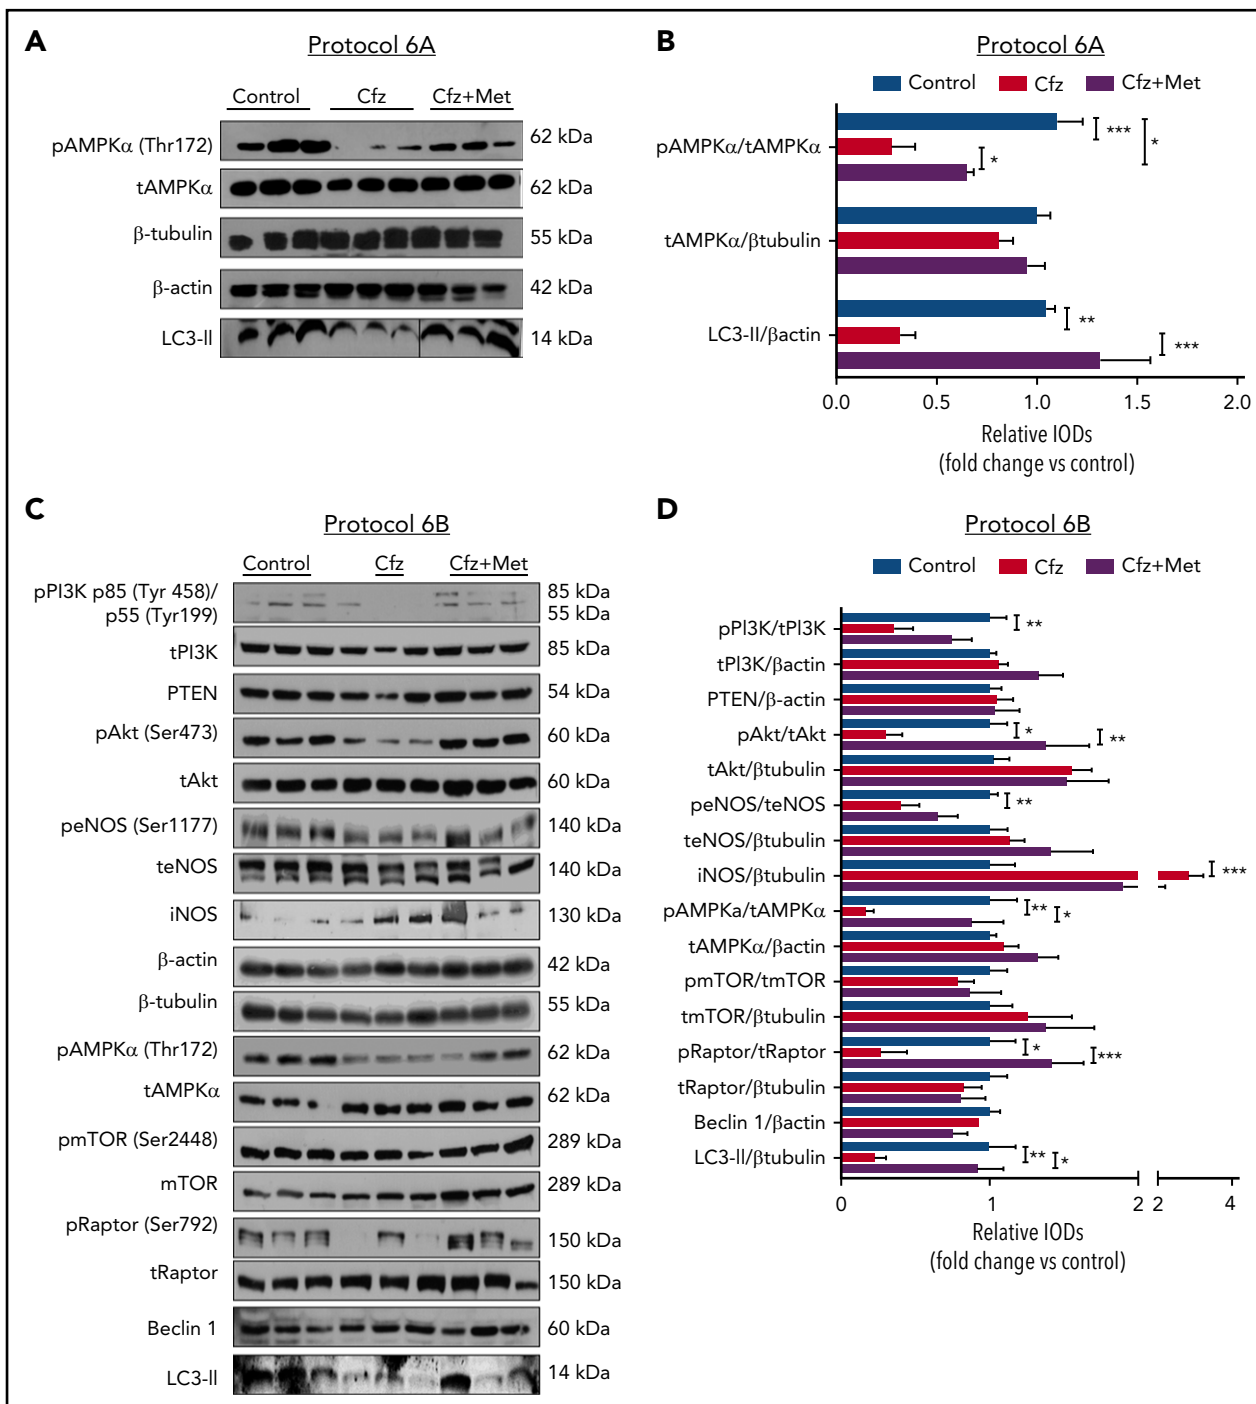 A
Protocol 6A
Control Cfz Cfz+Met
pAMPKα (Thr172) 62 kDa
tAMPKα 62 kDa
β-tubulin 55 kDa
β-actin 42 kDa
LC3-II 14 kDa
B
Protocol 6A
Control Cfz Cfz+Met
pAMPKα/tAMPKα *** * *
tAMPKα/βtubulin
LC3-II/βactin ** ***
0.0 0.5 1.0 1.5 2.0
Relative IODs
(fold change vs control)
C
Protocol 6B
Control Cfz Cfz+Met
pPI3K p85 (Tyr 458)/ 85 kDa
p55 (Tyr199) 55 kDa
tPI3K 85 kDa
PTEN 54 kDa
pAkt (Ser473) 60 kDa
tAkt 60 kDa
peNOS (Ser1177) 140 kDa
teNOS 140 kDa
iNOS 130 kDa
β-actin 42 kDa
β-tubulin 55 kDa
pAMPKα (Thr172) 62 kDa
tAMPKα 62 kDa
pmTOR (Ser2448) 289 kDa
mTOR 289 kDa
pRaptor (Ser792) 150 kDa
tRaptor 150 kDa
Beclin 1 60 kDa
LC3-II 14 kDa
D
Protocol 6B
Control Cfz Cfz+Met
pPI3K/tPI3K **
tPI3K/βactin
PTEN/β-actin
pAkt/tAkt * **
tAkt/βtubulin
peNOS/teNOS **
teNOS/βtubulin
iNOS/βtubulin ***
pAMPKa/tAMPKα ** *
tAMPKα/βactin
pmTOR/tmTOR
tmTOR/βtubulin
pRaptor/tRaptor * ***
tRaptor/βtubulin
Beclin 1/βactin
LC3-II/βtubulin ** *
0 1 2 2 4
Relative IODs
(fold change vs control)